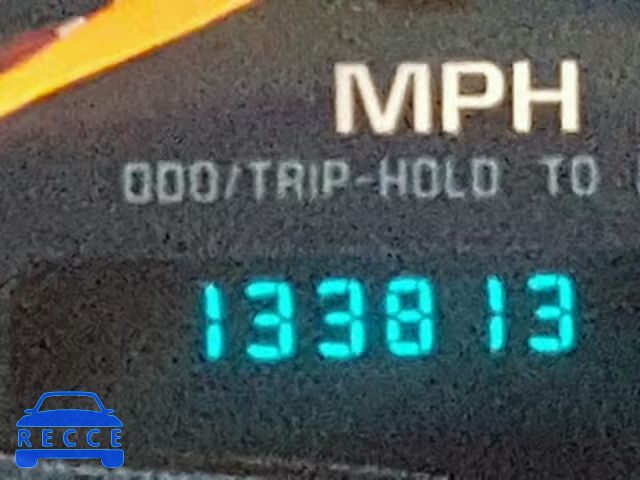 MPH
ODO/TRIP-HOLD TO
133813
RECCE